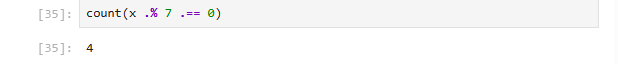 [35]: count(x .% 7 .== 0)
[35]: 4